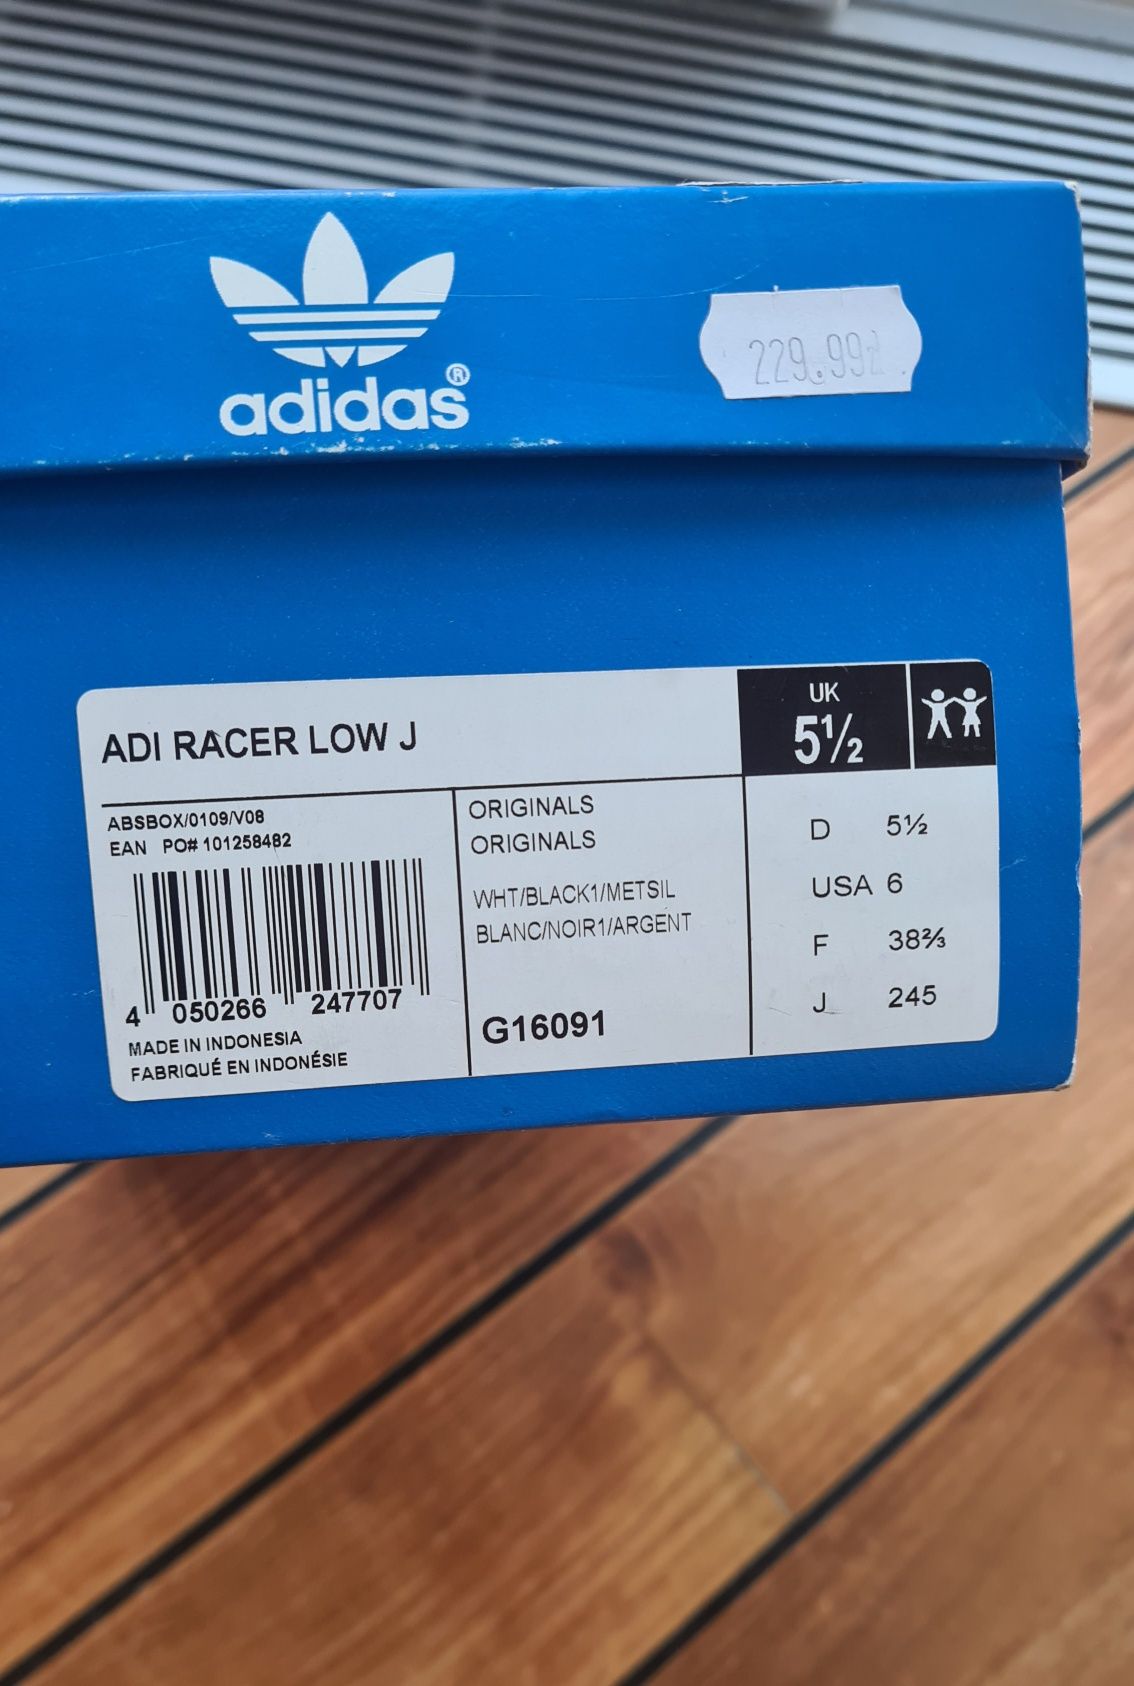 adidas®
229.99zł
ADI RACER LOW J
UK
5½
ABSBOX/0109/V08
EAN PO# 101258482
4 050266 247707
MADE IN INDONESIA
FABRIQUÉ EN INDONÉSIE
ORIGINALS
ORIGINALS
WHT/BLACK1/METSIL
BLANC/NOIR1/ARGENT
G16091
D 5½
USA 6
F 38⅔
J 245